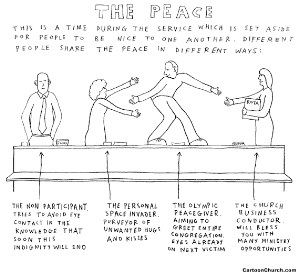 THE PEACE
THIS IS A TIME DURING THE SERVICE WHICH IS SET ASIDE
FOR PEOPLE TO BE NICE TO ONE ANOTHER. DIFFERENT
PEOPLE SHARE THE PEACE IN DIFFERENT WAYS:
ROTA
THE NON PARTICIPANT.
TRIES TO AVOID EYE
CONTACT IN THE
KNOWLEDGE THAT
SOON THIS
INDIGNITY WILL END
THE PERSONAL
SPACE INVADER.
PURVEYOR OF
UNWANTED HUGS
AND KISSES
THE OLYMPIC
PEACEGIVER.
AIMING TO
GREET ENTIRE
CONGREGATION.
EYES ALREADY
ON NEXT VICTIM
THE CHURCH
BUSINESS
CONDUCTOR.
WILL BLESS
YOU WITH
MANY MINISTRY
OPPORTUNITIES
CartoonChurch.com